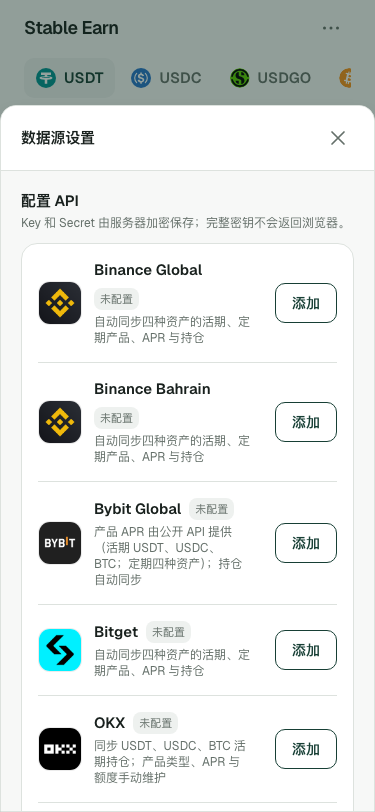 Stable Earn
...
USDT
USDC
USDGO
数据源设置
配置 API
Key 和 Secret 由服务器加密保存；完整密钥不会返回浏览器。
Binance Global
未配置
自动同步四种资产的活期、定
期产品、APR 与持仓
添加
Binance Bahrain
未配置
自动同步四种资产的活期、定
期产品、APR 与持仓
添加
BYBIT
Bybit Global 未配置
产品 APR 由公开 API 提供
（活期 USDT、USDC、
BTC；定期四种资产）；持仓
自动同步
添加
Bitget 未配置
自动同步四种资产的活期、定
期产品、APR 与持仓
添加
OKX
OKX 未配置
同步 USDT、USDC、BTC 活
期持仓；产品类型、APR 与
额度手动维护
添加